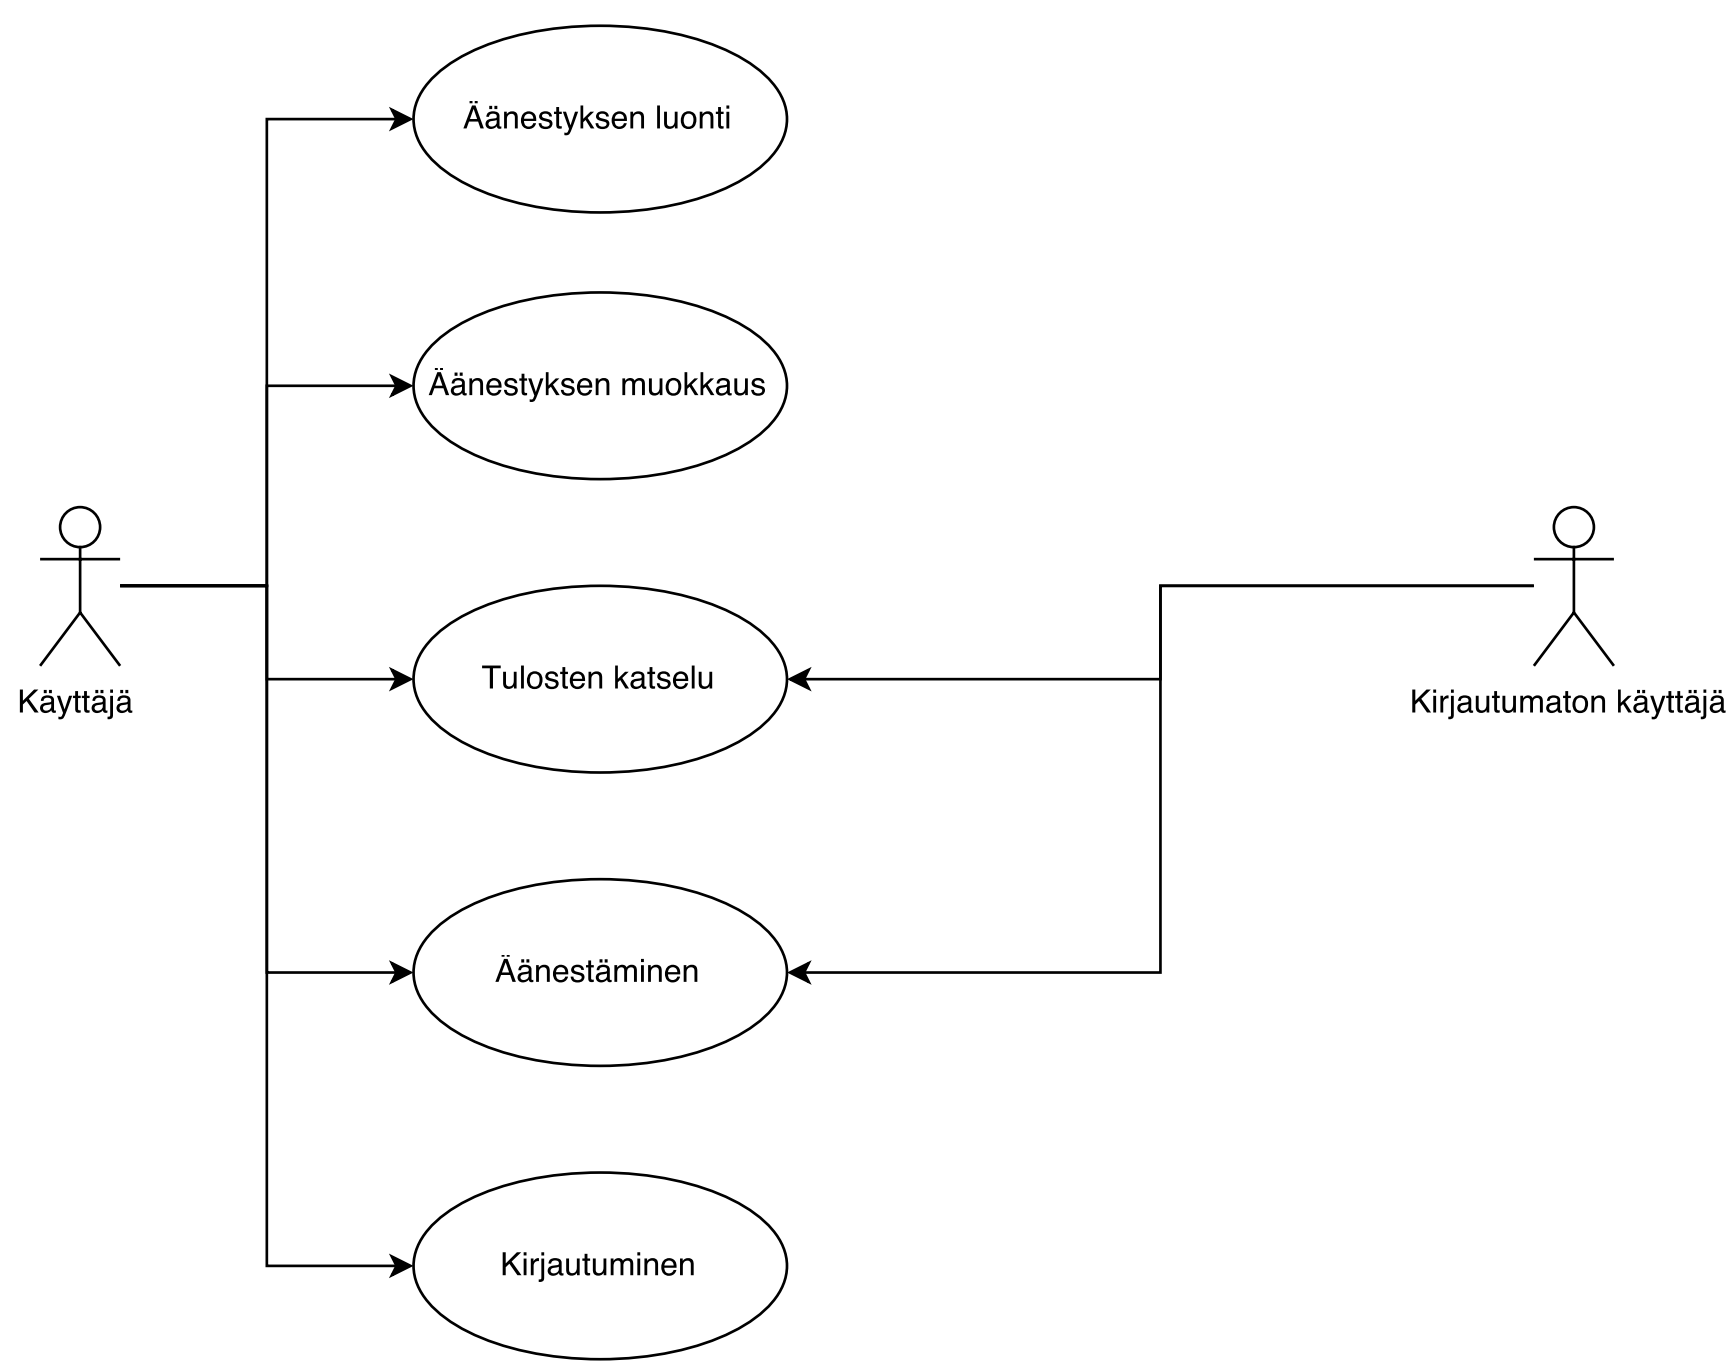 Äänestyksen luonti
Äänestyksen muokkaus
Käyttäjä
Tulosten katselu
Kirjautumaton käyttäjä
Äänestäminen
Kirjautuminen